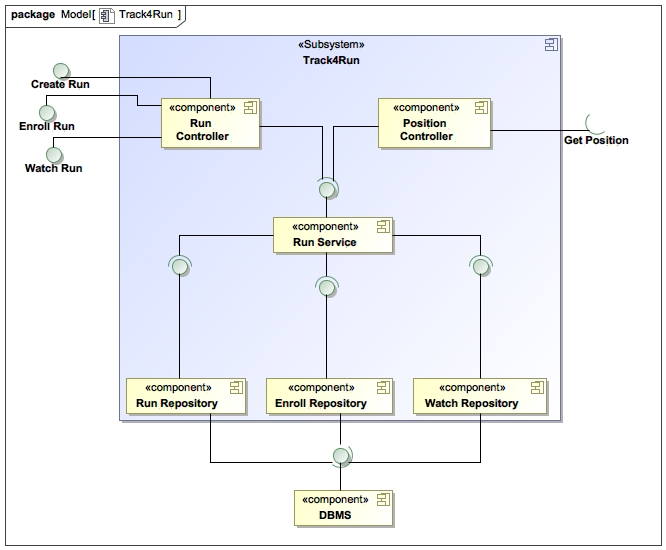 package Model[ Track4Run ]
«Subsystem»
Track4Run
Create Run
Enroll Run
Watch Run
«component»
Run
Controller
«component»
Position
Controller
Get Position
«component»
Run Service
«component»
Run Repository
«component»
Enroll Repository
«component»
Watch Repository
«component»
DBMS